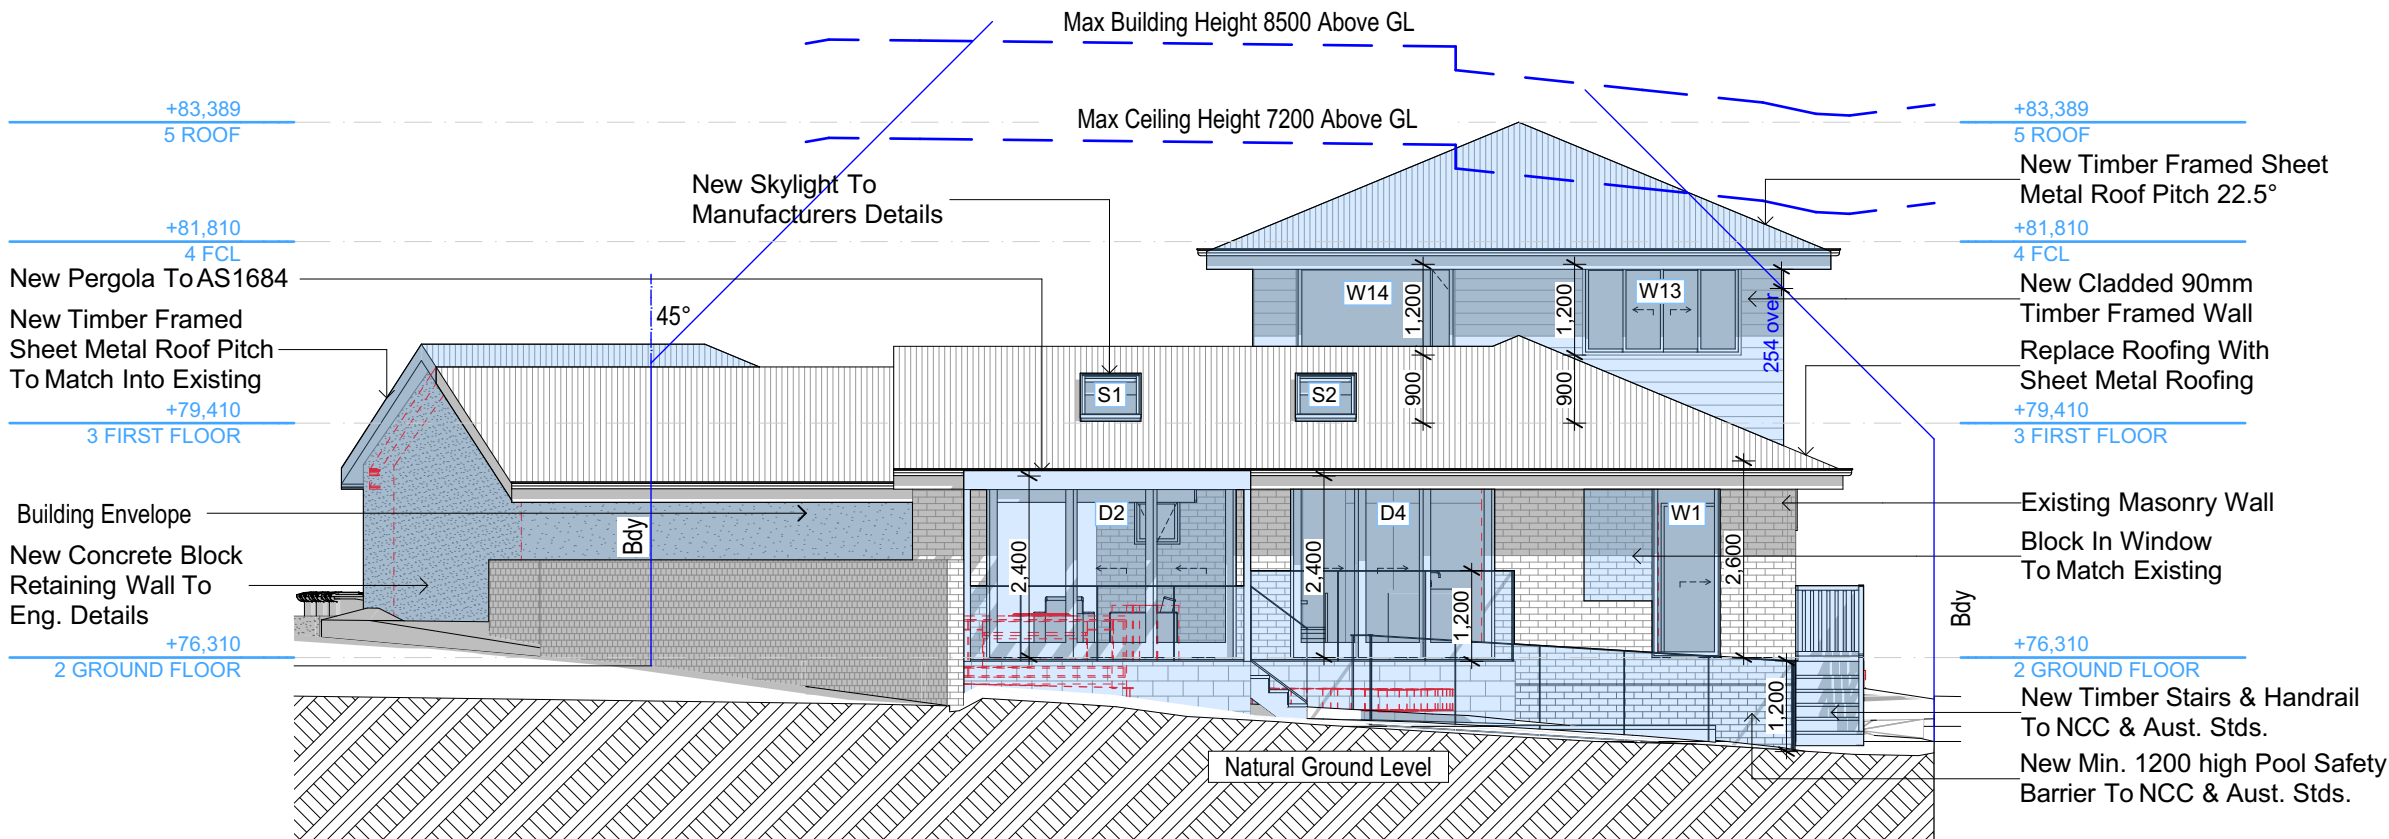 Max Building Height 8500 Above GL
+83,389
5 ROOF
Max Ceiling Height 7200 Above GL
+83,389
5 ROOF
New Timber Framed Sheet
Metal Roof Pitch 22.5°
New Skylight To
Manufacturers Details
+81,810
4 FCL
+81,810
4 FCL
New Pergola To AS1684
New Cladded 90mm
Timber Framed Wall
W14
W13
1,200
1,200
254 over
45°
New Timber Framed
Sheet Metal Roof Pitch
To Match Into Existing
Replace Roofing With
Sheet Metal Roofing
S1
S2
900
900
+79,410
3 FIRST FLOOR
+79,410
3 FIRST FLOOR
Building Envelope
Existing Masonry Wall
Bdy
D2
D4
W1
2,400
2,400
2,600
1,200
Block In Window
To Match Existing
New Concrete Block
Retaining Wall To
Eng. Details
Bdy
+76,310
2 GROUND FLOOR
+76,310
2 GROUND FLOOR
New Timber Stairs & Handrail
To NCC & Aust. Stds.
1,200
Natural Ground Level
New Min. 1200 high Pool Safety
Barrier To NCC & Aust. Stds.